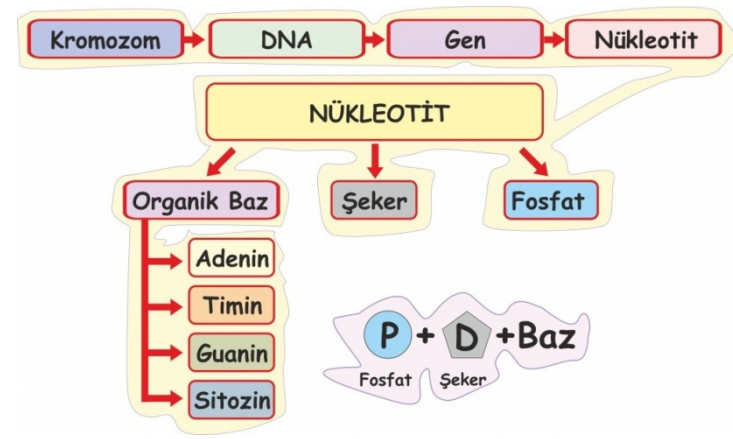 Kromozom DNA Gen Nükleotit
NÜKLEOTİT
Organik Baz Şeker Fosfat
Adenin
Timin
Guanin
Sitozin
P + D +Baz
Fosfat Şeker